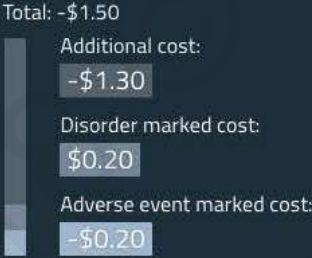 Total: -$1.50
Additional cost:
-$1.30
Disorder marked cost:
$0.20
Adverse event marked cost:
-$0.20